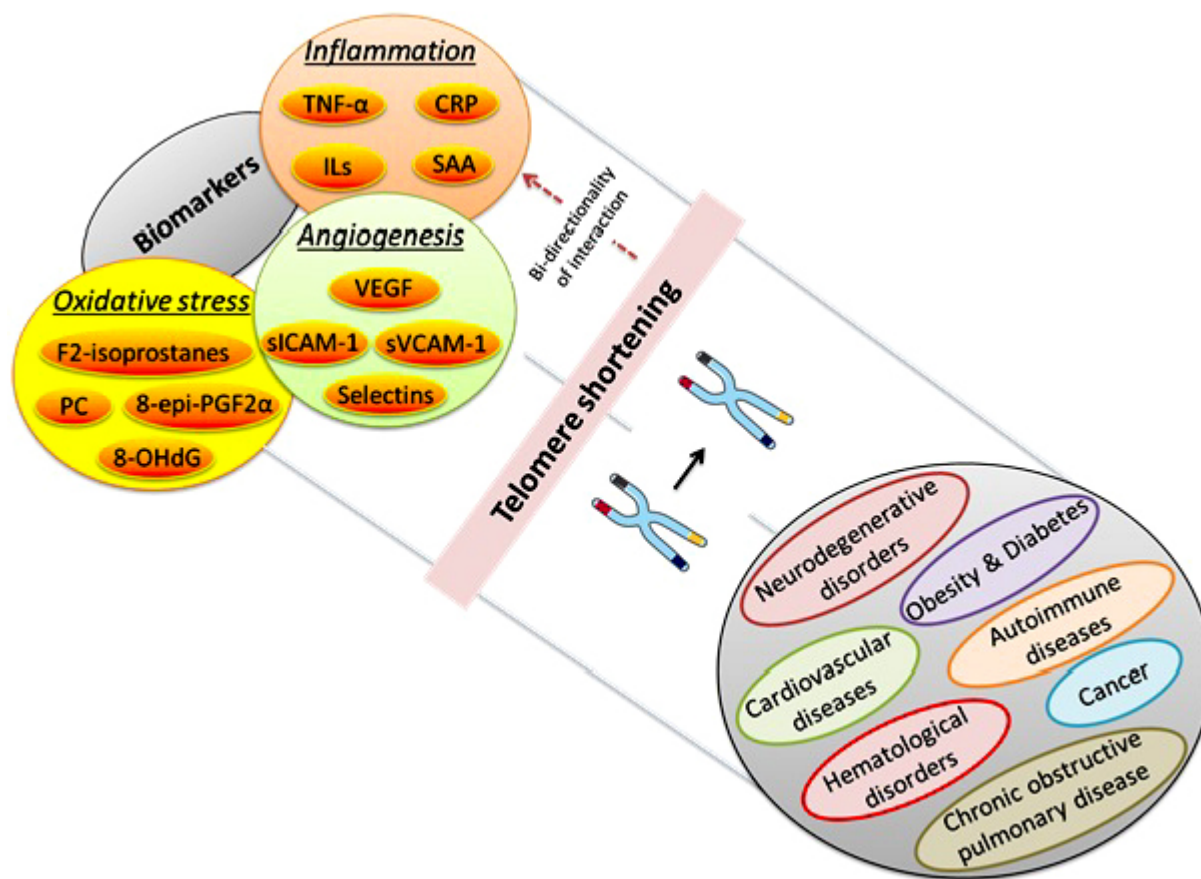 Inflammation
TNF-α
CRP
ILs
SAA
Biomarkers
Angiogenesis
VEGF
sICAM-1
sVCAM-1
Selectins
Oxidative stress
F2-isoprostanes
PC
8-epi-PGF2α
8-OHdG
Bi-directionality
of interaction
Telomere shortening
Neurodegenerative
disorders
Obesity & Diabetes
Autoimmune
diseases
Cardiovascular
diseases
Cancer
Hematological
disorders
Chronic obstructive
pulmonary disease